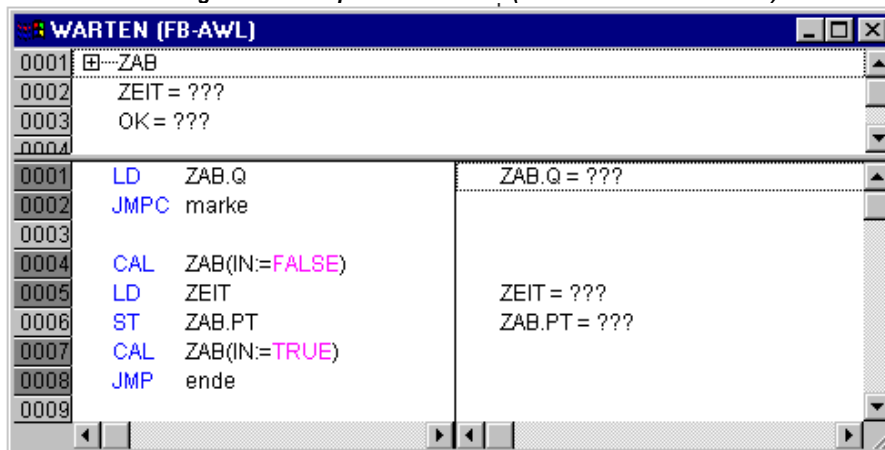 WARTEN (FB-AWL)
0001 ZAB
0002 ZEIT = ???
0003 OK = ???
0004
0001 LD ZAB.Q ZAB.Q = ???
0002 JMPC marke
0003
0004 CAL ZAB(IN:=FALSE)
0005 LD ZEIT ZEIT = ???
0006 ST ZAB.PT ZAB.PT = ???
0007 CAL ZAB(IN:=TRUE)
0008 JMP ende
0009